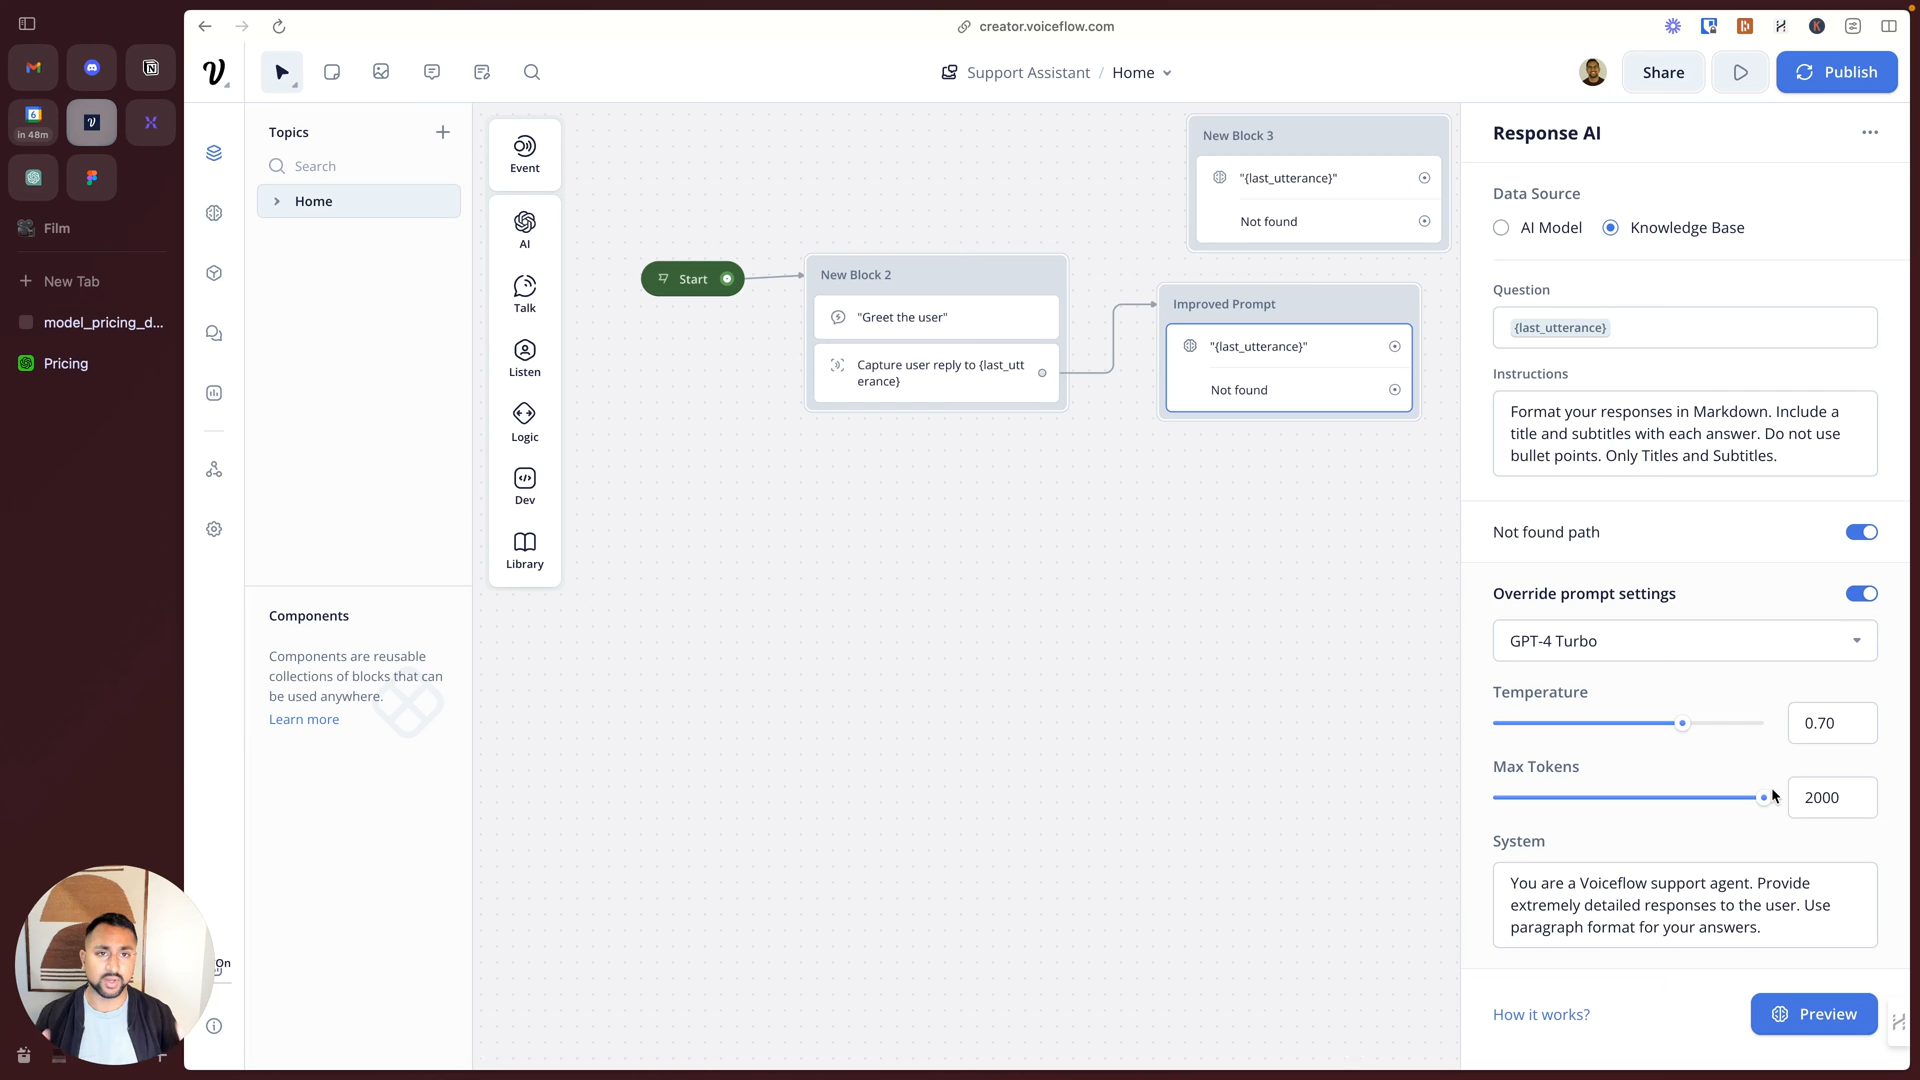 creator.voiceflow.com
6
in 48m
Film
New Tab
model_pricing_d...
Pricing
Support Assistant / Home
Share
Publish
Topics
Search
Home
Components
Components are reusable
collections of blocks that can
be used anywhere.
Learn more
Event
AI
Talk
Listen
Logic
Dev
Library
Start
New Block 2
"Greet the user"
Capture user reply to {last_utt
erance}
New Block 3
"{last_utterance}"
Not found
Improved Prompt
"{last_utterance}"
Not found
Response AI
Data Source
AI Model
Knowledge Base
Question
{last_utterance}
Instructions
Format your responses in Markdown. Include a
title and subtitles with each answer. Do not use
bullet points. Only Titles and Subtitles.
Not found path
Override prompt settings
GPT-4 Turbo
Temperature
0.70
Max Tokens
2000
System
You are a Voiceflow support agent. Provide
extremely detailed responses to the user. Use
paragraph format for your answers.
How it works?
Preview
On